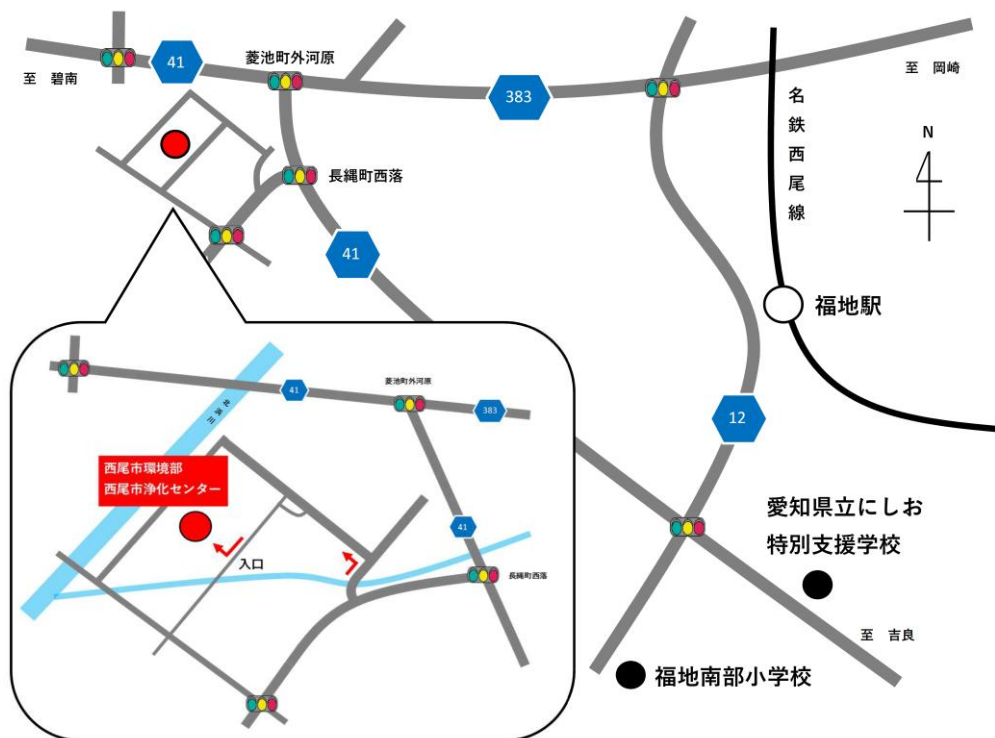 菱池町外河原
41
至 碧南
383
至 岡崎
名鉄西尾線
N
長縄町西落
41
福地駅
12
愛知県立にしお
特別支援学校
至 吉良
福地南部小学校
菱池町外河原
41
383
北浜川
西尾市環境部
西尾市浄化センター
入口
41
長縄町西落